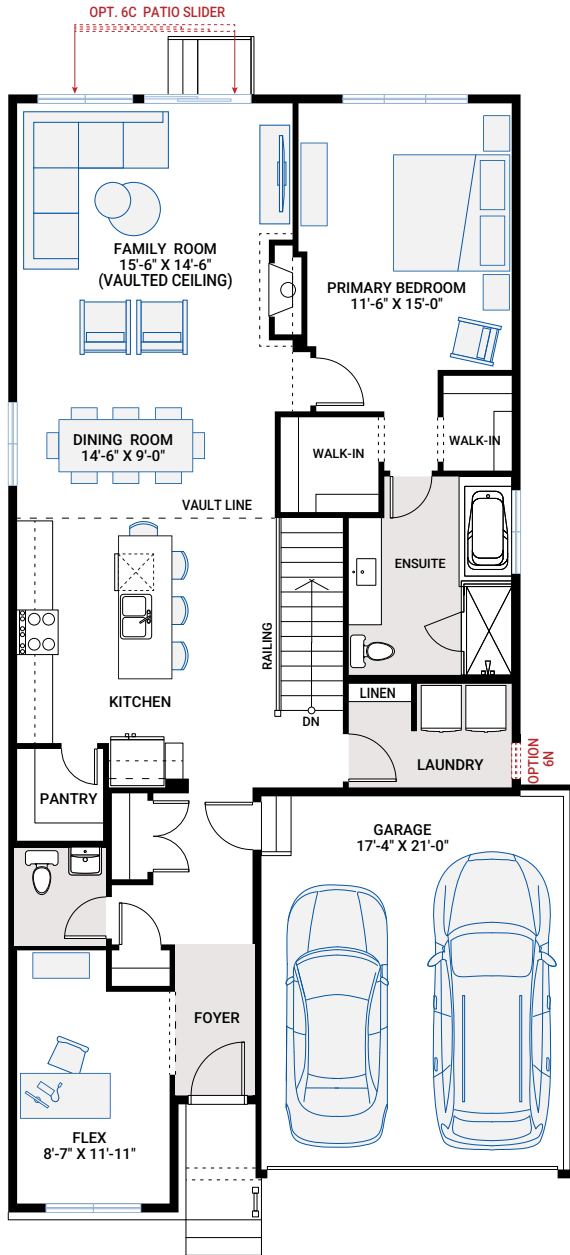 OPT. 6C PATIO SLIDER
FAMILY ROOM
15'-6" X 14'-6"
(VAULTED CEILING)
PRIMARY BEDROOM
11'-6" X 15'-0"
DINING ROOM
14'-6" X 9'-0"
WALK-IN
WALK-IN
VAULT LINE
ENSUITE
RAILING
KITCHEN
LINEN
DN
LAUNDRY
OPTION
6N
PANTRY
GARAGE
17'-4" X 21'-0"
FOYER
FLEX
8'-7" X 11'-11"